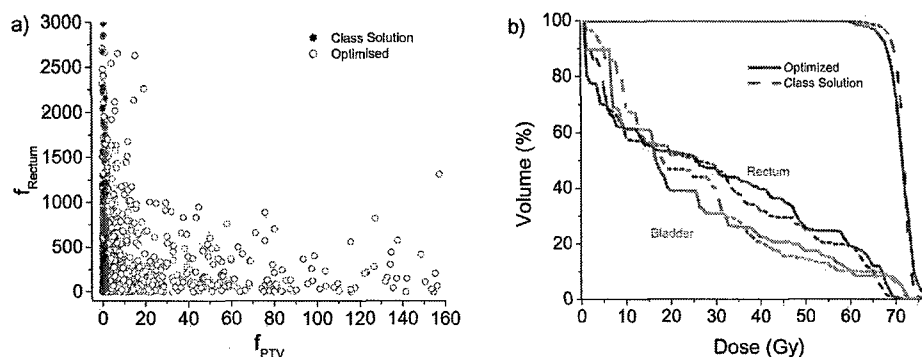 a)
3000
2500
2000
1500
1000
500
0
f_Rectum
Class Solution
Optimised
0 20 40 60 80 100 120 140 160
f_PTV
b)
100
80
60
40
20
0
Volume (%)
Optimized
Class Solution
Rectum
Bladder
0 10 20 30 40 50 60 70
Dose (Gy)